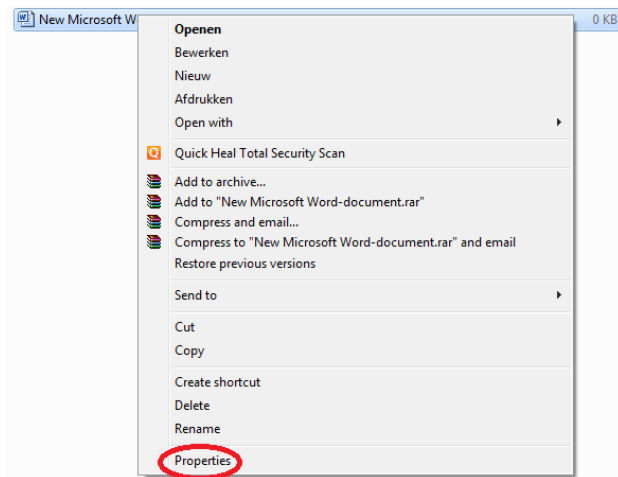 New Microsoft W 0 KB
Openen
Bewerken
Nieuw
Afdrukken
Open with
Quick Heal Total Security Scan
Add to archive...
Add to "New Microsoft Word-document.rar"
Compress and email...
Compress to "New Microsoft Word-document.rar" and email
Restore previous versions
Send to
Cut
Copy
Create shortcut
Delete
Rename
Properties